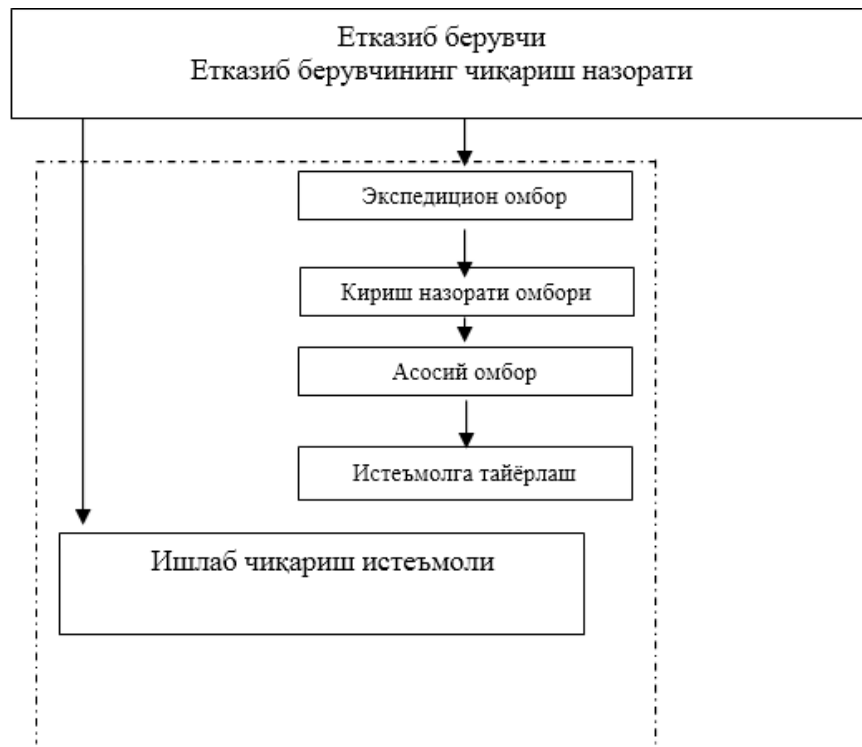 Етказиб берувчи
Етказиб берувчининг чиқариш назорати
Экспедицион омбор
Кириш назорати омбори
Асосий омбор
Истеъмолга тайёрлаш
Ишлаб чиқариш истеъмоли